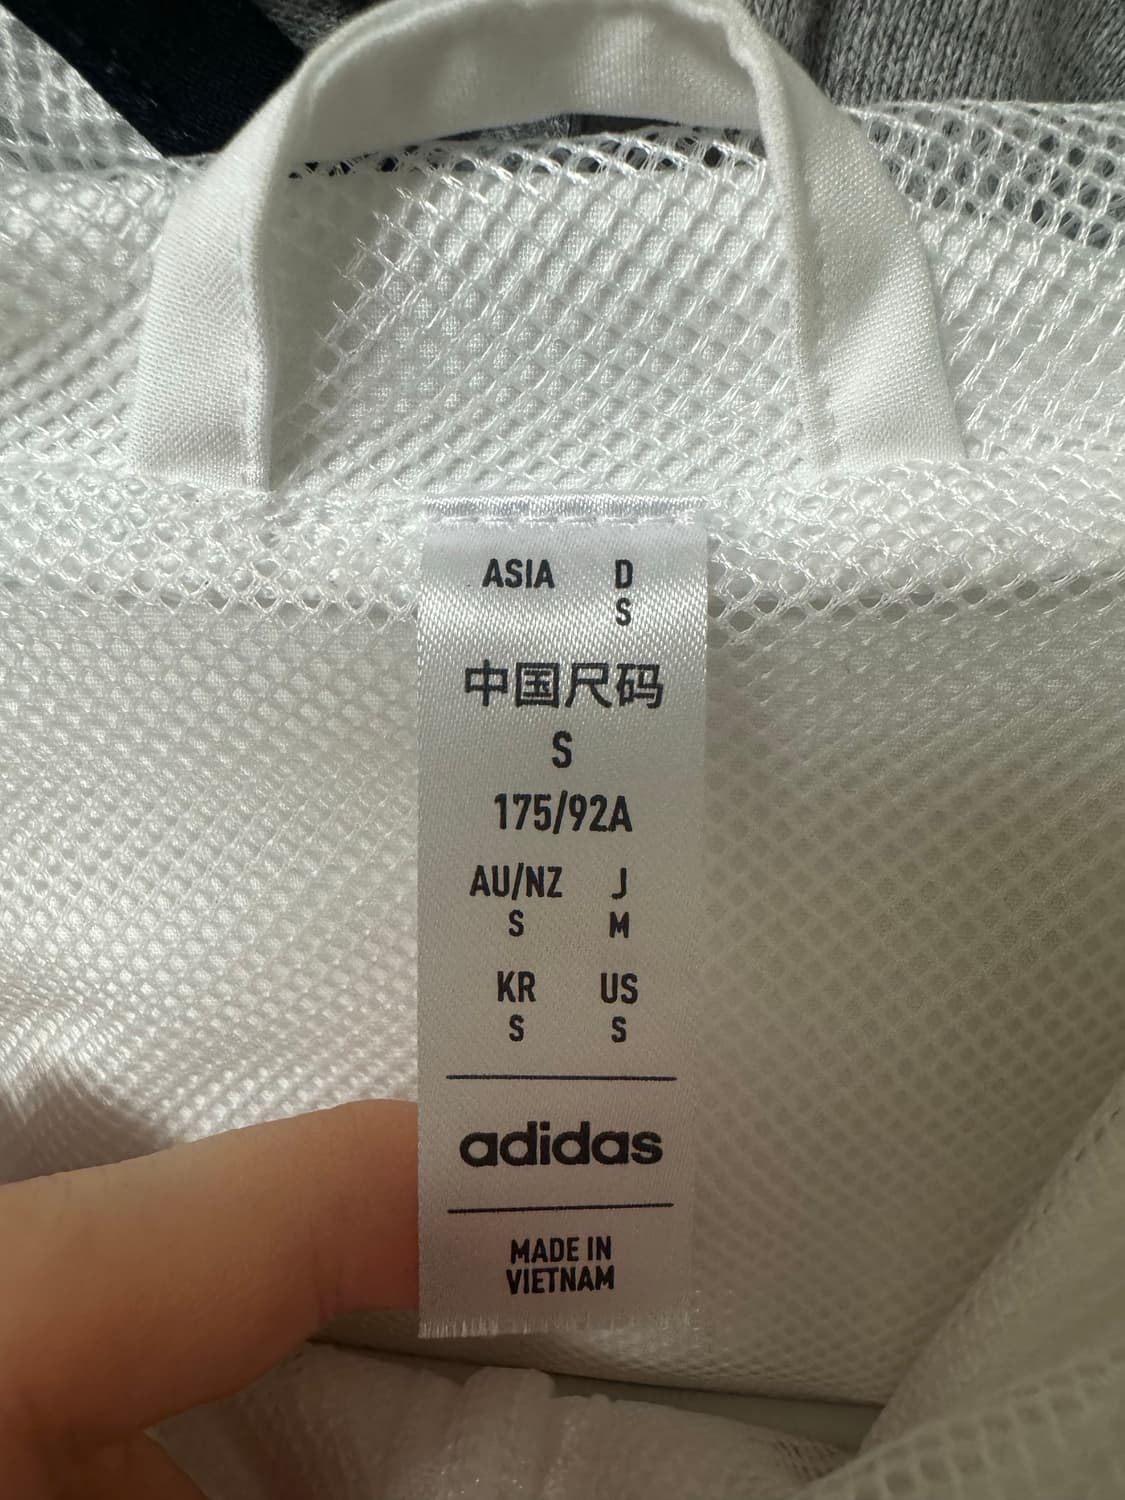 ASIA D
S
中国尺码
S
175/92A
AU/NZ J
S M
KR US
S S
adidas
MADE IN
VIETNAM